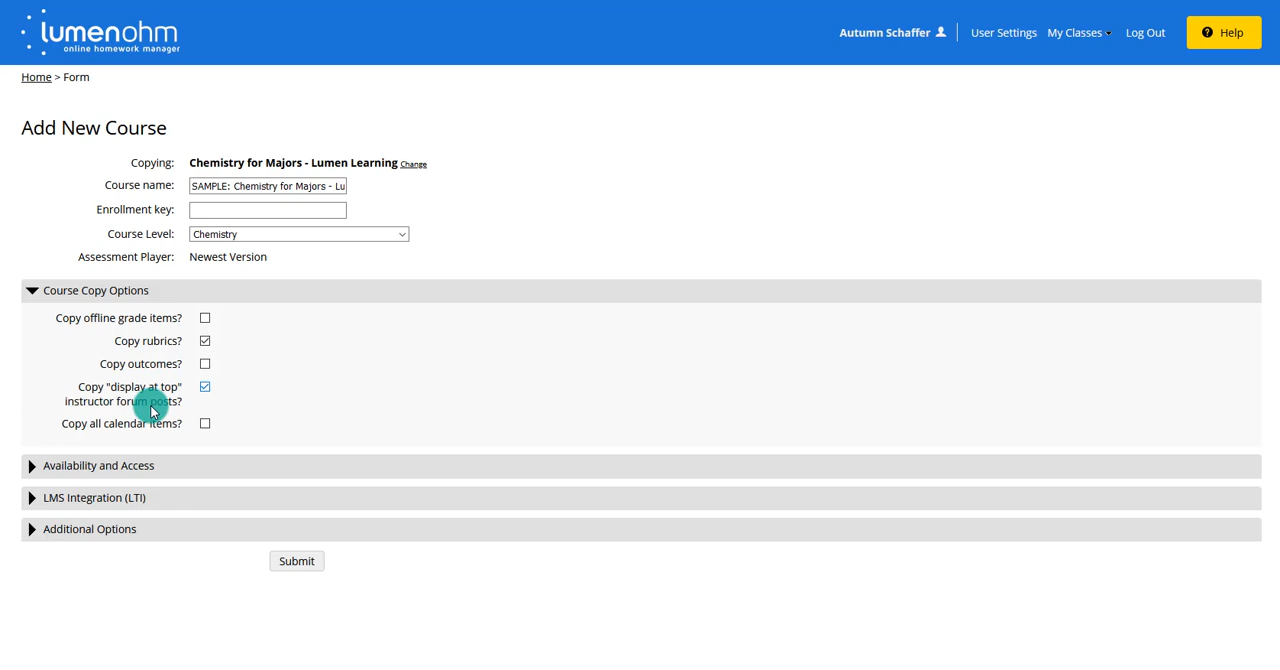 lumenohm
online homework manager
Autumn Schaffer User Settings My Classes Log Out Help
Home > Form
Add New Course
Copying: Chemistry for Majors - Lumen Learning Change
Course name: SAMPLE: Chemistry for Majors - Lu
Enrollment key:
Course Level: Chemistry
Assessment Player: Newest Version
Course Copy Options
Copy offline grade items?
Copy rubrics?
Copy outcomes?
Copy "display at top"
instructor forum posts?
Copy all calendar items?
Availability and Access
LMS Integration (LTI)
Additional Options
Submit